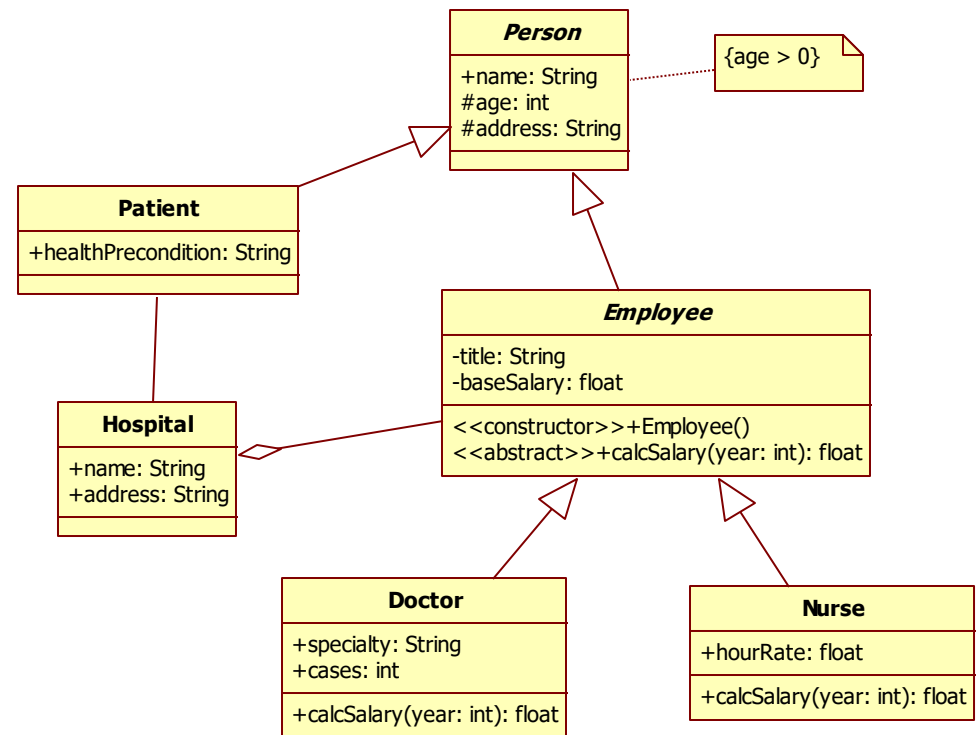 Person
+name: String
#age: int
#address: String
{age > 0}
Patient
+healthPrecondition: String
Employee
-title: String
-baseSalary: float
<<constructor>>+Employee()
<<abstract>>+calcSalary(year: int): float
Hospital
+name: String
+address: String
Doctor
+specialty: String
+cases: int
+calcSalary(year: int): float
Nurse
+hourRate: float
+calcSalary(year: int): float